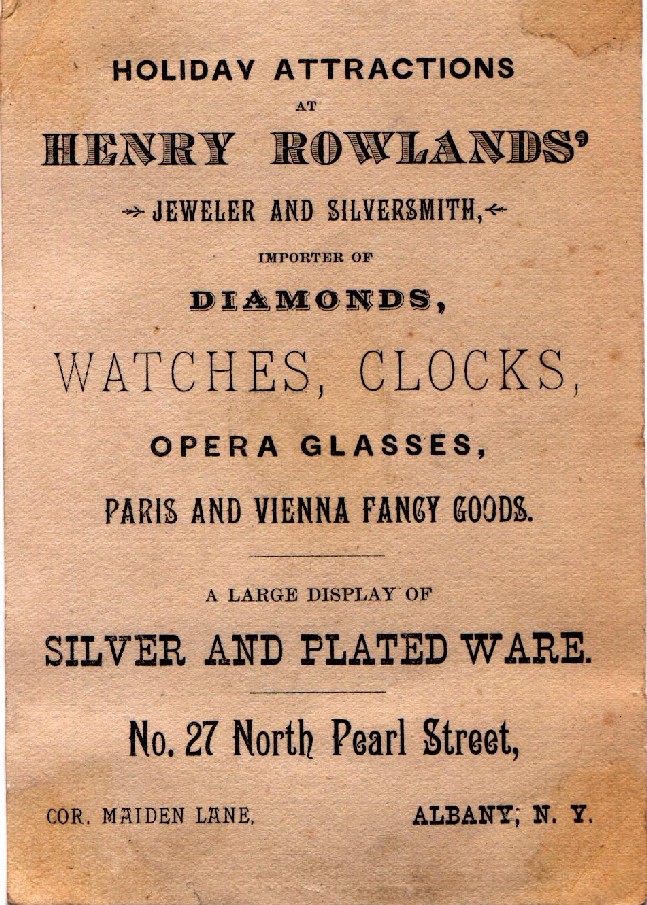 HOLIDAY ATTRACTIONS
AT
HENRY ROWLANDS'
JEWELER AND SILVERSMITH,
IMPORTER OF
DIAMONDS,
WATCHES, CLOCKS,
OPERA GLASSES,
PARIS AND VIENNA FANCY GOODS.
A LARGE DISPLAY OF
SILVER AND PLATED WARE.
No. 27 North Pearl Street,
COR. MAIDEN LANE, ALBANY, N. Y.